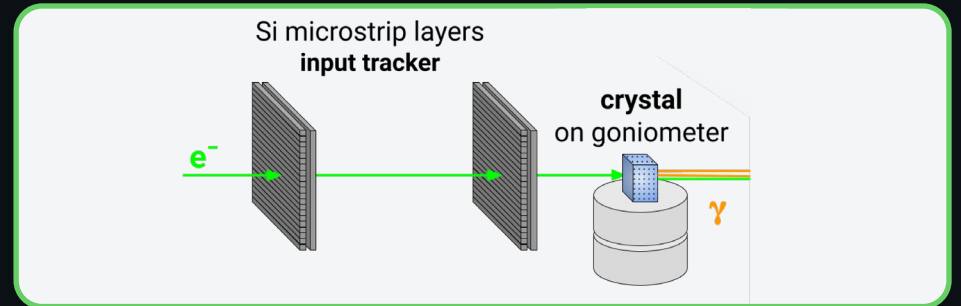 Si microstrip layers
input tracker
crystal
on goniometer
e⁻
γ